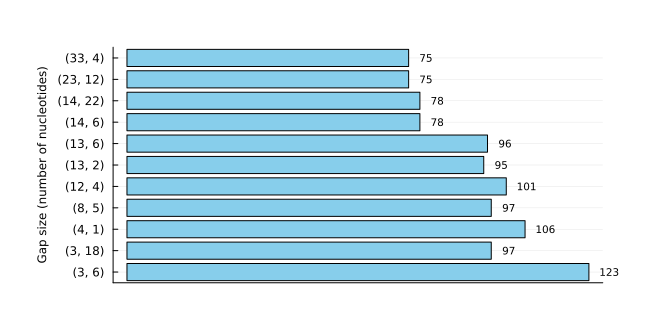 Gap size (number of nucleotides)
(33, 4) 75
(23, 12) 75
(14, 22) 78
(14, 6) 78
(13, 6) 96
(13, 2) 95
(12, 4) 101
(8, 5) 97
(4, 1) 106
(3, 18) 97
(3, 6) 123